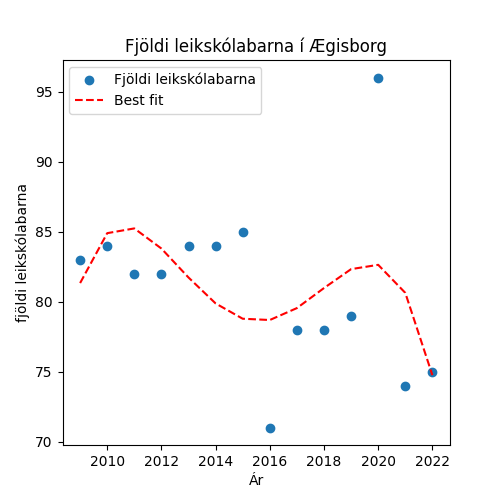 Fjöldi leikskólabarna í Ægisborg
Fjöldi leikskólabarna
Best fit
fjöldi leikskólabarna
95
90
85
80
75
70
2010 2012 2014 2016 2018 2020 2022
Ár